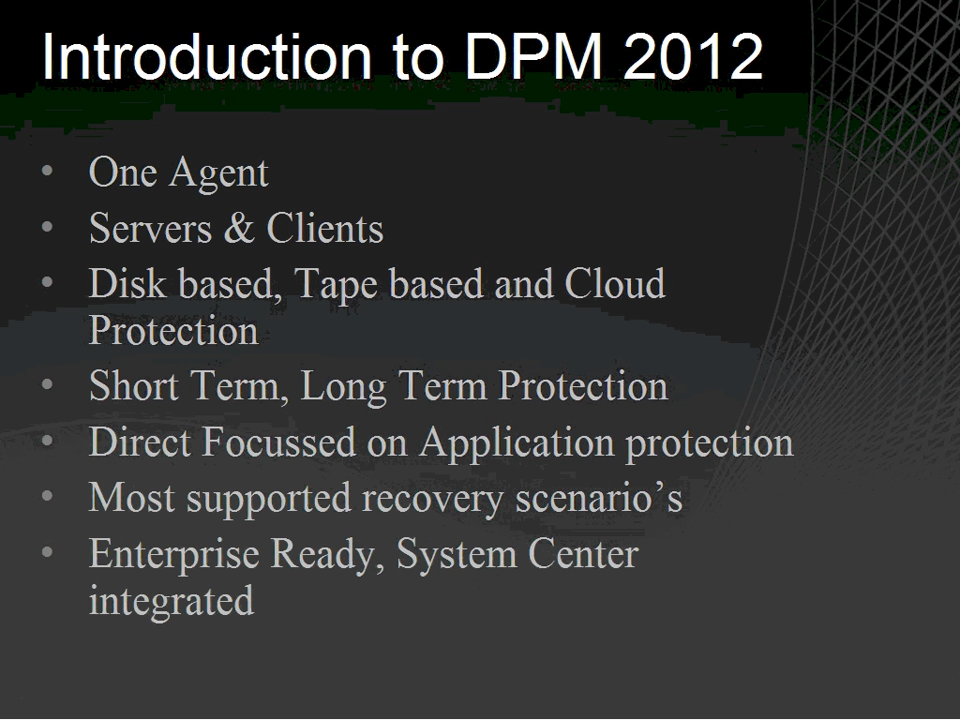 Introduction to DPM 2012
• One Agent
• Servers & Clients
• Disk based, Tape based and Cloud
Protection
• Short Term, Long Term Protection
• Direct Focussed on Application protection
• Most supported recovery scenario’s
• Enterprise Ready, System Center
integrated